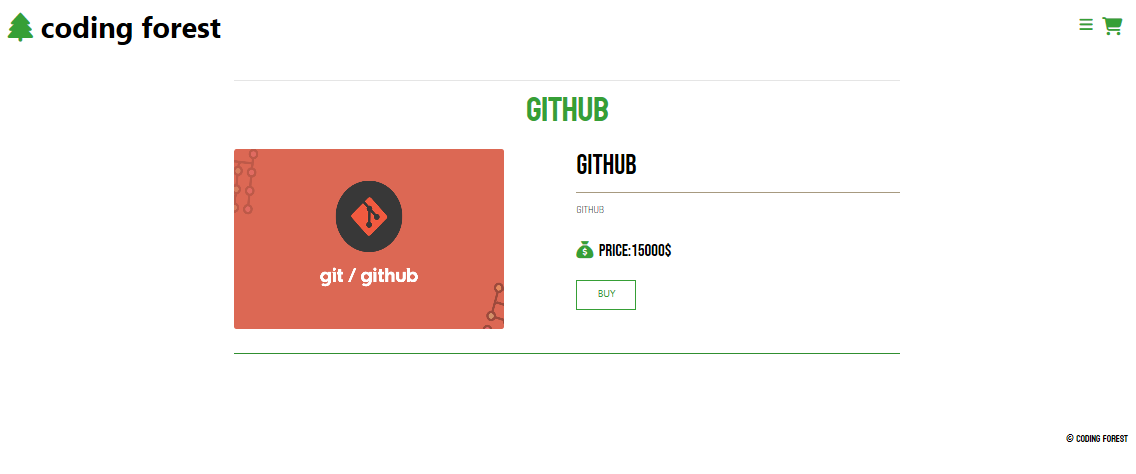 coding forest
GITHUB
git / github
GITHUB
GITHUB
PRICE:15000$
BUY
© CODING FOREST